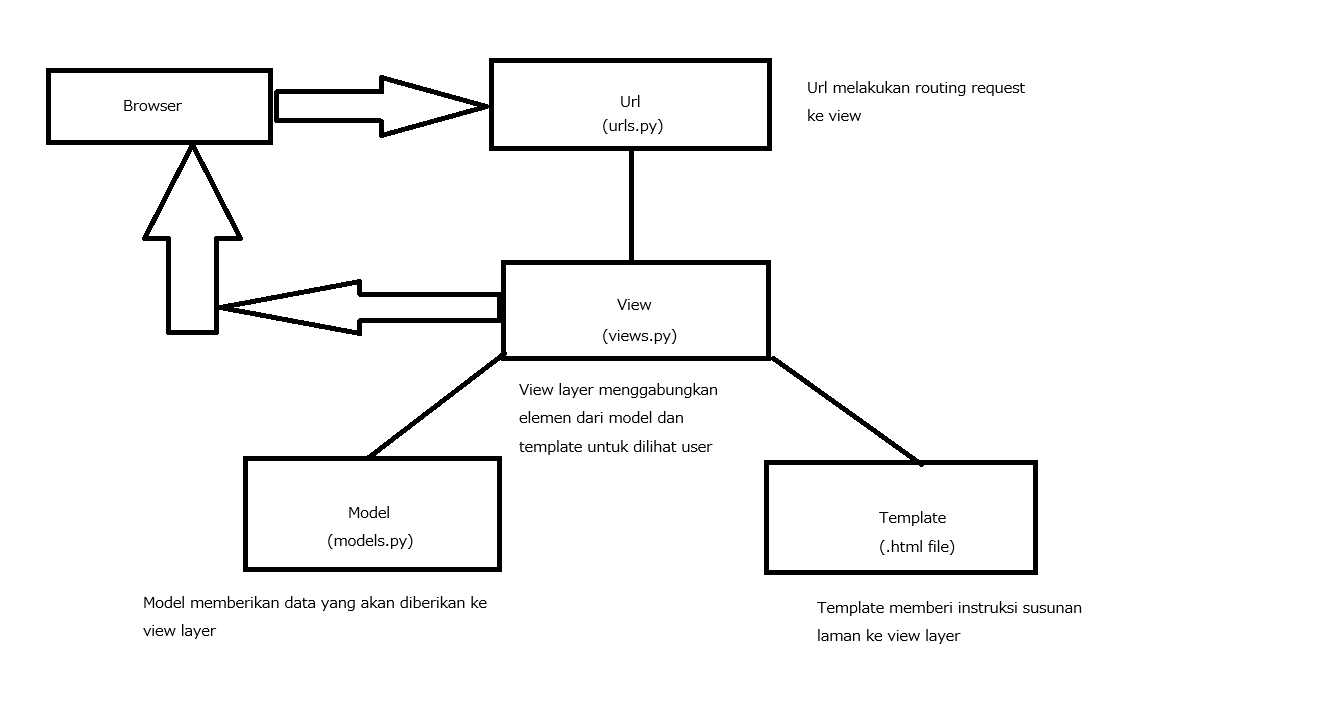 Browser
Url
(urls.py)
Url melakukan routing request
ke view
View
(views.py)
View layer menggabungkan
elemen dari model dan
template untuk dilihat user
Model
(models.py)
Model memberikan data yang akan diberikan ke
view layer
Template
(.html file)
Template memberi instruksi susunan
laman ke view layer